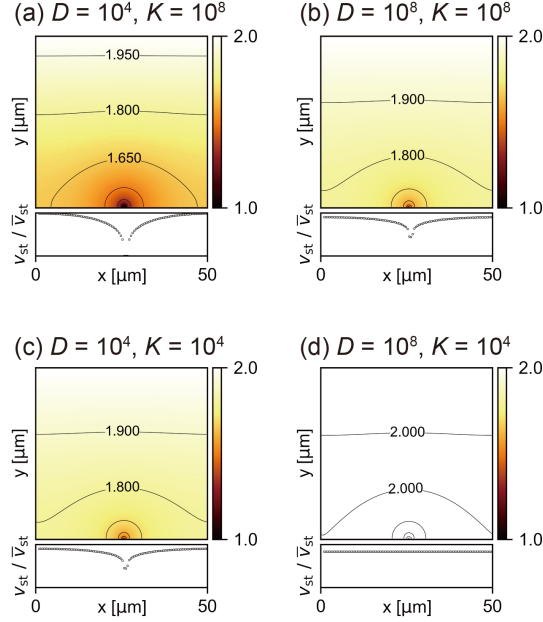 (a) D = 10⁴, K = 10⁸
(b) D = 10⁸, K = 10⁸
2.0
1.950
1.800
1.650
1.0
y [µm]
v_st / v̅_st
0
50
x [µm]
2.0
1.900
1.800
1.0
y [µm]
v_st / v̅_st
0
50
x [µm]
(c) D = 10⁴, K = 10⁴
(d) D = 10⁸, K = 10⁴
2.0
1.900
1.800
1.0
y [µm]
v_st / v̅_st
0
50
x [µm]
2.0
2.000
2.000
1.0
y [µm]
v_st / v̅_st
0
50
x [µm]